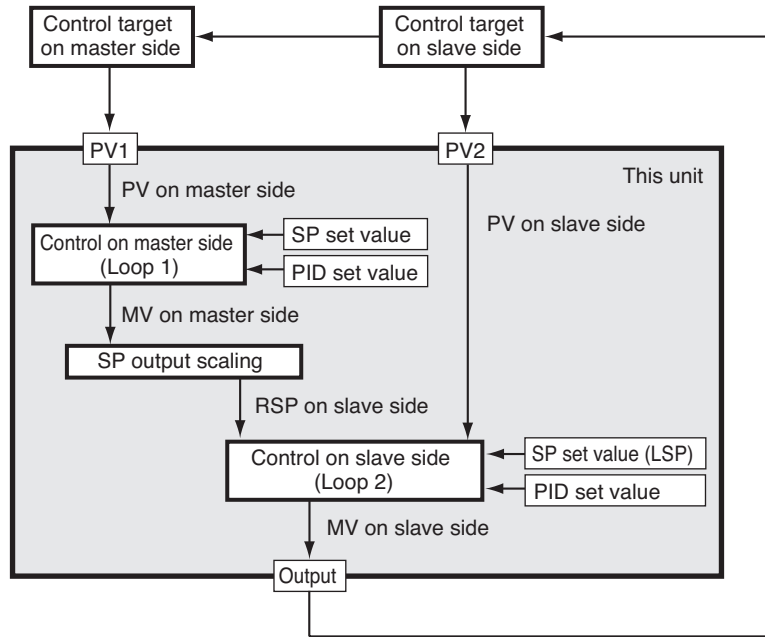 Control target
on master side
Control target
on slave side
PV1
PV2
This unit
PV on master side
PV on slave side
Control on master side
(Loop 1)
SP set value
PID set value
MV on master side
SP output scaling
RSP on slave side
Control on slave side
(Loop 2)
SP set value (LSP)
PID set value
MV on slave side
Output